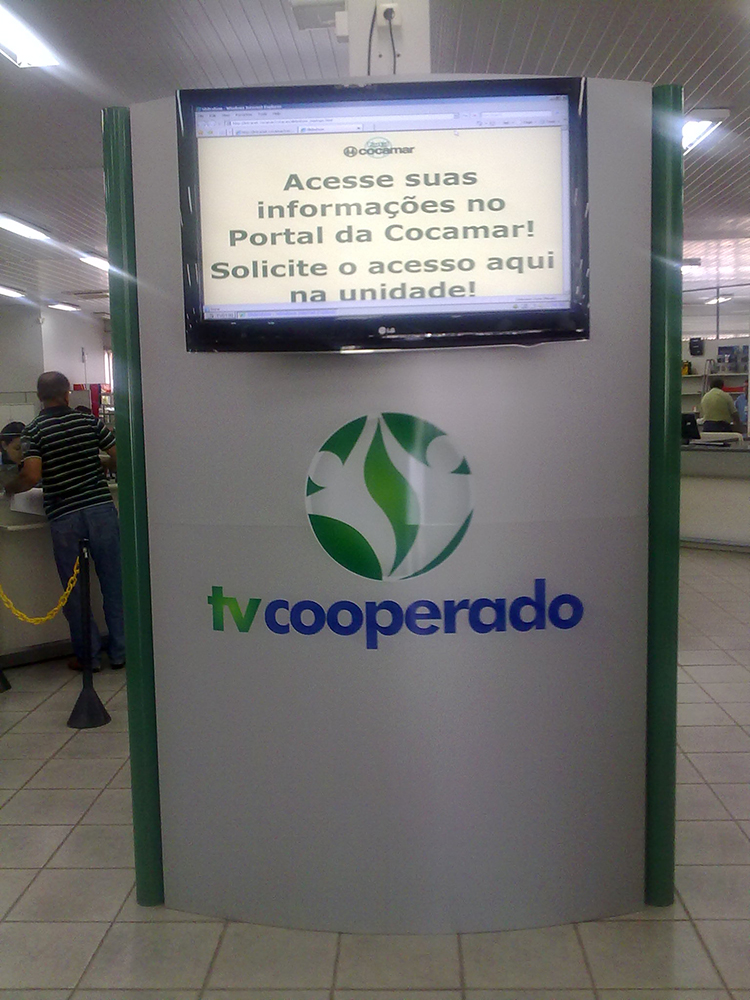 cocamar
Acesse suas
informações no
Portal da Cocamar!
Solicite o acesso aqui
na unidade!
LG
tvcooperado